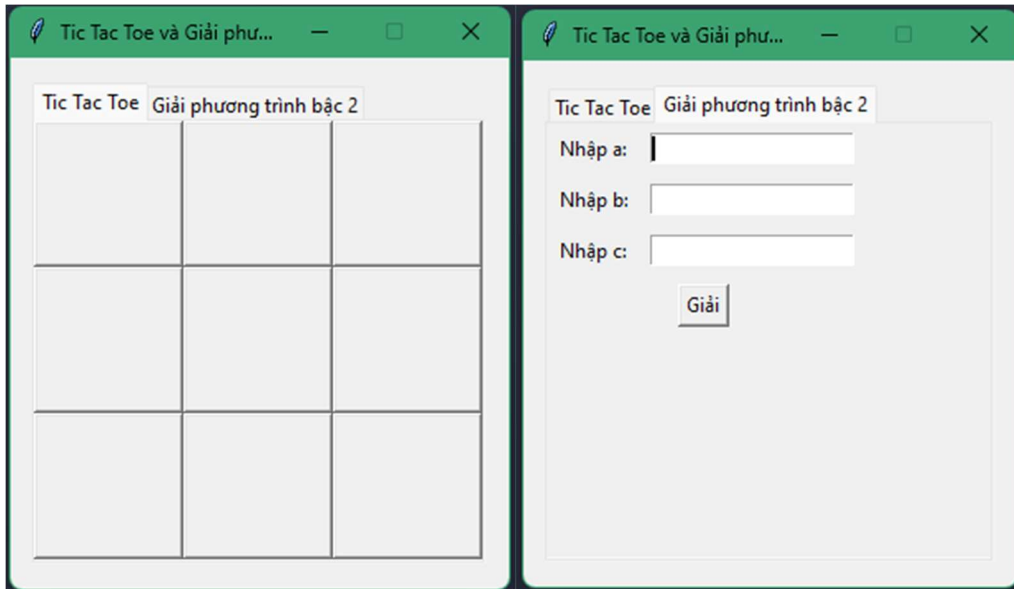 Tic Tac Toe và Giải phư...
Tic Tac Toe
Giải phương trình bậc 2
Tic Tac Toe và Giải phư...
Tic Tac Toe
Giải phương trình bậc 2
Nhập a:
Nhập b:
Nhập c:
Giải